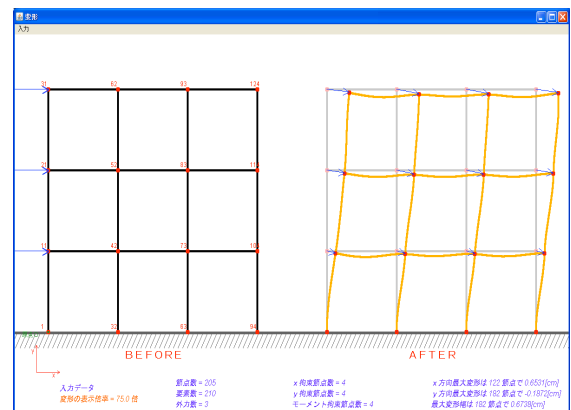 変形
入力
31 62 93 124
21 52 83
11 42 73
1 32 63 94
y
x
BEFORE
AFTER
入力データ
変形の表示倍率 = 75.0 倍
節点数 = 205
要素数 = 210
外力数 = 3
x 拘束節点数 = 4
y 拘束節点数 = 4
モーメント拘束節点数 = 4
x 方向最大変形は 122 節点で 0.6531[cm]
y 方向最大変形は 182 節点で -0.1872[cm]
最大変形幅は 182 節点で 0.6738[cm]